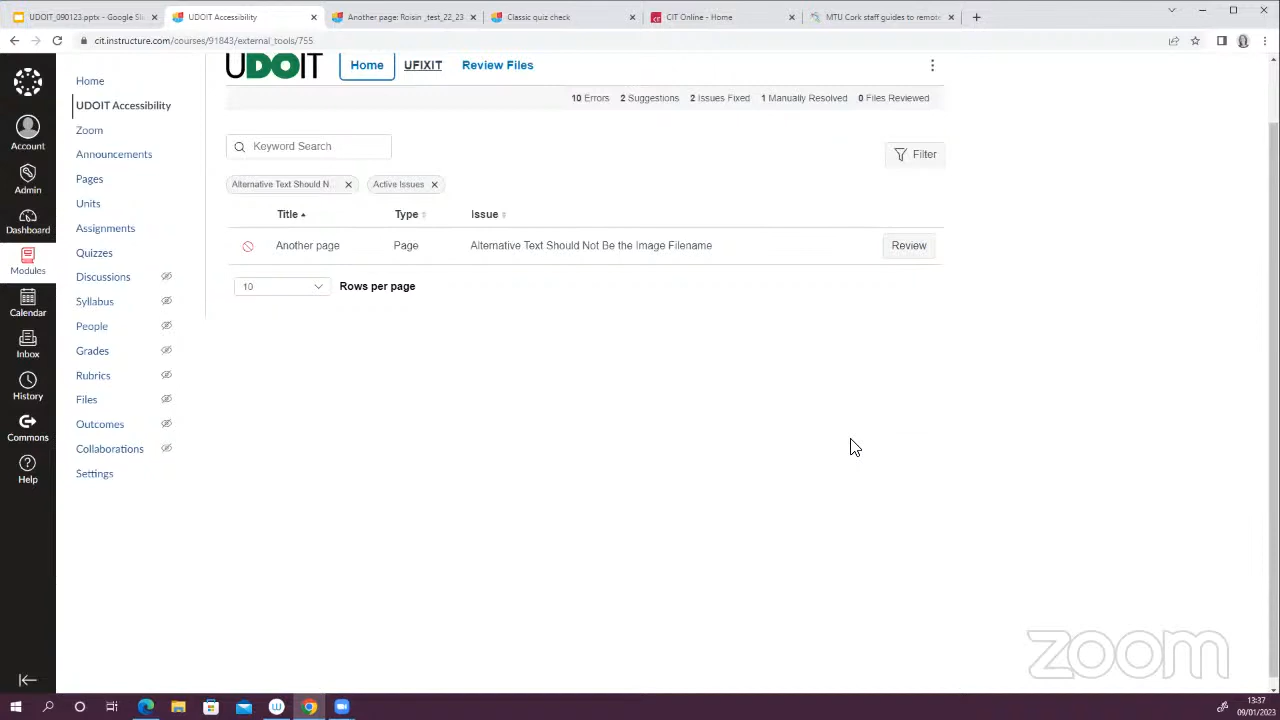 UDOIT_090123.pptx - Google Sli
UDOIT Accessibility
Another page: Roisin _test_22_23
Classic quiz check
CIT Online - Home
MTU Cork staff guides to remote
cit.instructure.com/courses/91843/external_tools/755
Account
Admin
Dashboard
Modules
Calendar
Inbox
History
Commons
Help
Home
UDOIT Accessibility
Zoom
Announcements
Pages
Units
Assignments
Quizzes
Discussions
Syllabus
People
Grades
Rubrics
Files
Outcomes
Collaborations
Settings
UDOIT Home UFIXIT Review Files
10 Errors 2 Suggestions 2 Issues Fixed 1 Manually Resolved 0 Files Reviewed
Keyword Search
Filter
Alternative Text Should N... Active Issues
Title Type Issue
Another page Page Alternative Text Should Not Be the Image Filename Review
10 Rows per page
zoom
13:37
09/01/2023